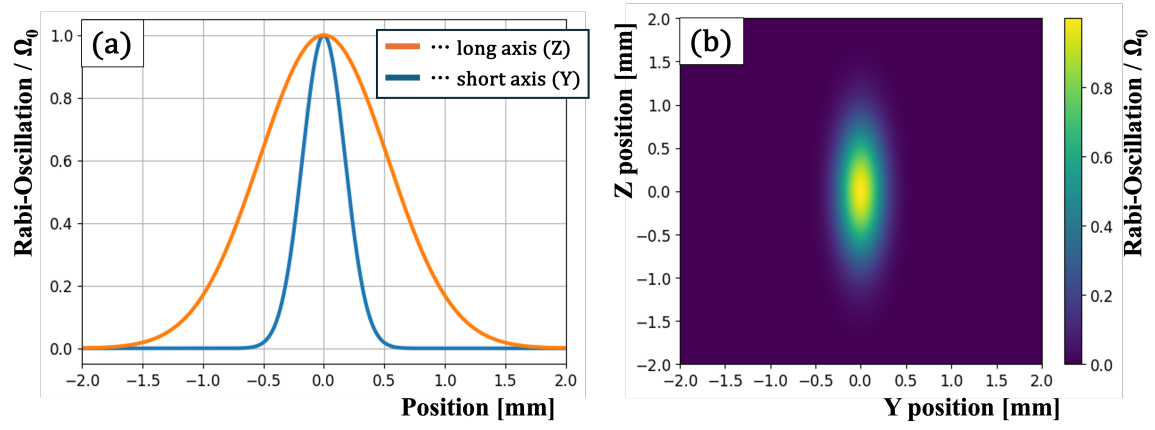 (a)
Rabi-Oscillation / Ω0
1.0
0.8
0.6
0.4
0.2
0.0
··· long axis (Z)
··· short axis (Y)
−2.0 −1.5 −1.0 −0.5 0.0 0.5 1.0 1.5 2.0
Position [mm]
(b)
Z position [mm]
2.0
1.5
1.0
0.5
0.0
−0.5
−1.0
−1.5
−2.0
−2.0 −1.5 −1.0 −0.5 0.0 0.5 1.0 1.5 2.0
Y position [mm]
0.8
0.6
0.4
0.2
0.0
Rabi-Oscillation / Ω0